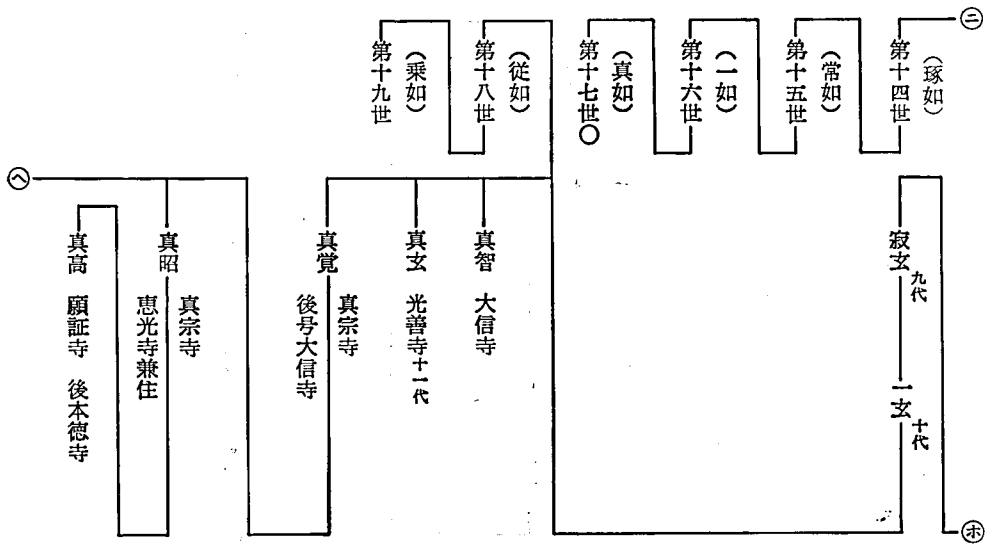 ㊁
（琢如）
第十四世
（常如）
第十五世
（一如）
第十六世
（真如）
第十七世〇
（従如）
第十八世
（乗如）
第十九世
㋭
寂玄 九代
一玄 十代
真智 大信寺
真玄 光善寺十一代
真覚 真宗寺
後号大信寺
真昭 真宗寺
恵光寺兼住
真高 願証寺 後本徳寺
㋬